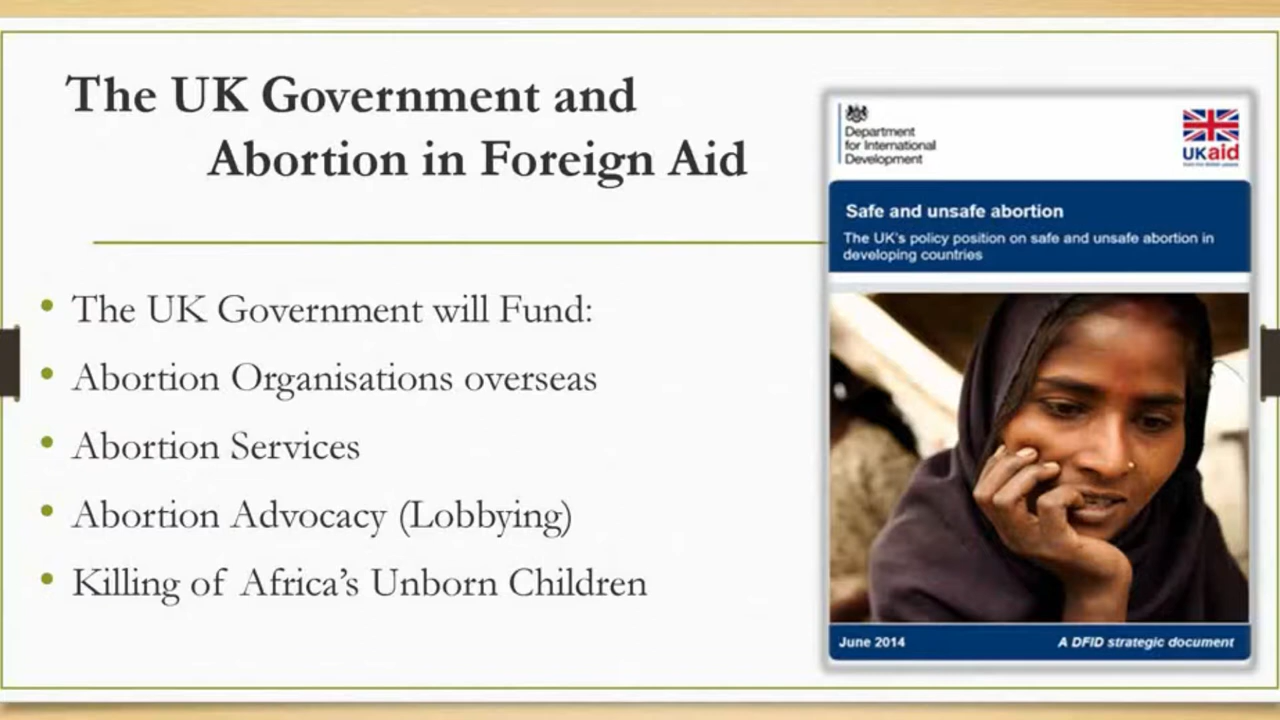 The UK Government and
Abortion in Foreign Aid
• The UK Government will Fund:
• Abortion Organisations overseas
• Abortion Services
• Abortion Advocacy (Lobbying)
• Killing of Africa’s Unborn Children
Department
for International
Development
UKaid
Safe and unsafe abortion
The UK's policy position on safe and unsafe abortion in
developing countries
June 2014
A DFID strategic document